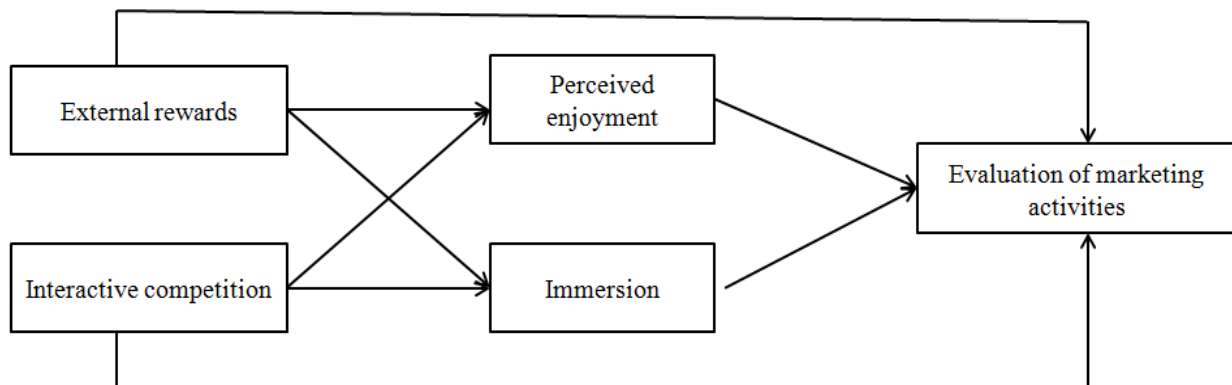 External rewards
Perceived
enjoyment
Evaluation of marketing
activities
Interactive competition
Immersion